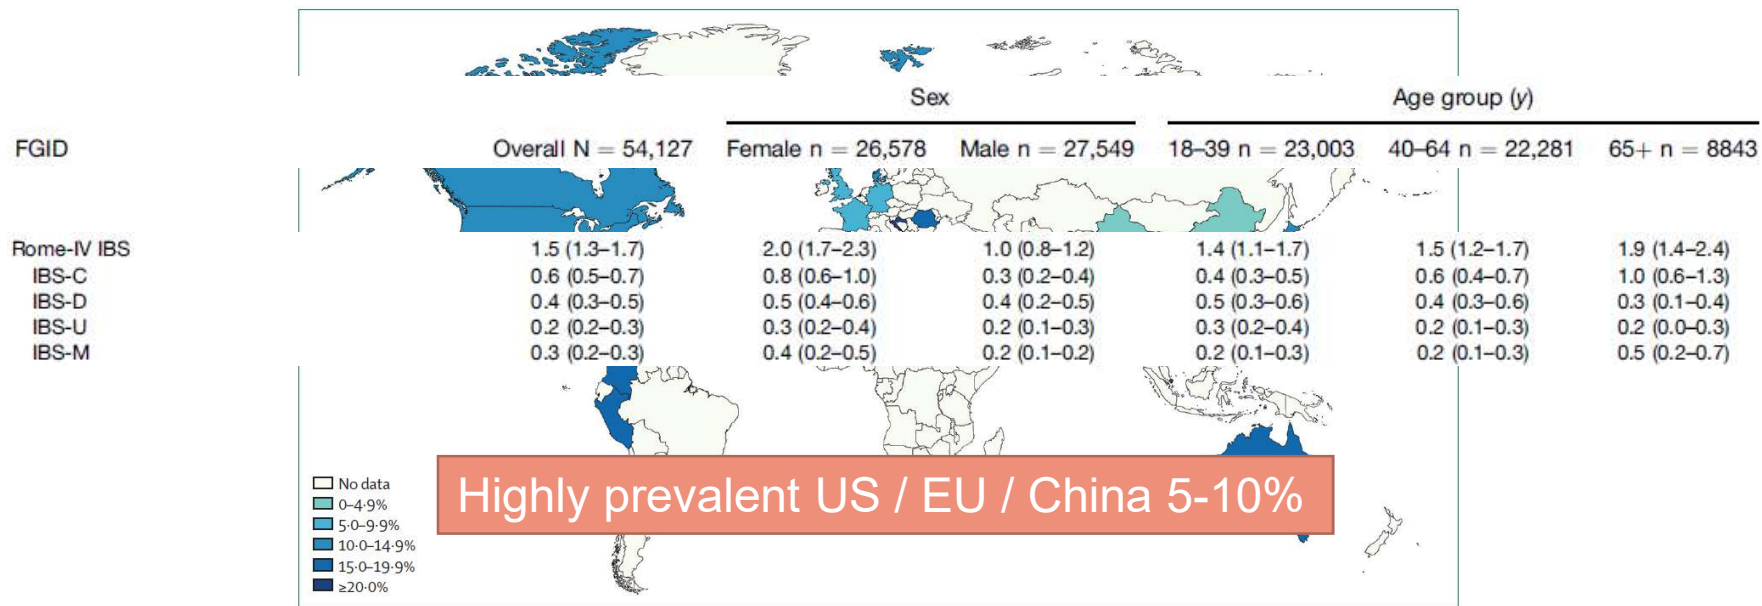 Sex Age group (y)
FGID Overall N = 54,127 Female n = 26,578 Male n = 27,549 18–39 n = 23,003 40–64 n = 22,281 65+ n = 8843
Rome-IV IBS 1.5 (1.3–1.7) 2.0 (1.7–2.3) 1.0 (0.8–1.2) 1.4 (1.1–1.7) 1.5 (1.2–1.7) 1.9 (1.4–2.4)
IBS-C 0.6 (0.5–0.7) 0.8 (0.6–1.0) 0.3 (0.2–0.4) 0.4 (0.3–0.5) 0.6 (0.4–0.7) 1.0 (0.6–1.3)
IBS-D 0.4 (0.3–0.5) 0.5 (0.4–0.6) 0.4 (0.2–0.5) 0.5 (0.3–0.6) 0.4 (0.3–0.6) 0.3 (0.1–0.4)
IBS-U 0.2 (0.2–0.3) 0.3 (0.2–0.4) 0.2 (0.1–0.3) 0.3 (0.2–0.4) 0.2 (0.1–0.3) 0.2 (0.0–0.3)
IBS-M 0.3 (0.2–0.3) 0.4 (0.2–0.5) 0.2 (0.1–0.2) 0.2 (0.1–0.3) 0.2 (0.1–0.3) 0.5 (0.2–0.7)
Highly prevalent US / EU / China 5-10%
No data
0–4·9%
5·0–9·9%
10·0–14·9%
15·0–19·9%
≥20·0%